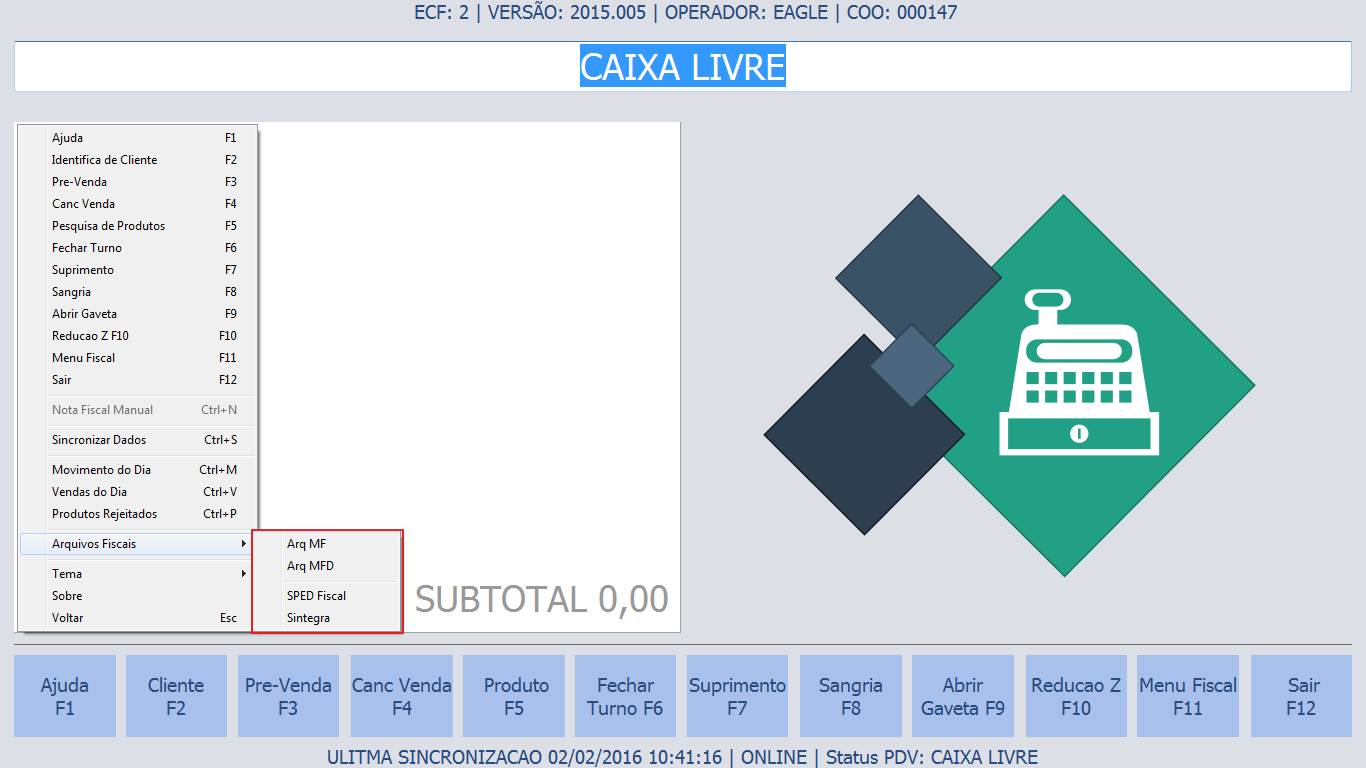 ECF: 2 | VERSÃO: 2015.005 | OPERADOR: EAGLE | COO: 000147
CAIXA LIVRE
Ajuda F1
Identifica de Cliente F2
Pre-Venda F3
Canc Venda F4
Pesquisa de Produtos F5
Fechar Turno F6
Suprimento F7
Sangria F8
Abrir Gaveta F9
Reducao Z F10 F10
Menu Fiscal F11
Sair F12
Nota Fiscal Manual Ctrl+N
Sincronizar Dados Ctrl+S
Movimento do Dia Ctrl+M
Vendas do Dia Ctrl+V
Produtos Rejeitados Ctrl+P
Arquivos Fiscais
Tema
Sobre
Voltar Esc
Arq MF
Arq MFD
SPED Fiscal
Sintegra
SUBTOTAL 0,00
Ajuda
F1
Cliente
F2
Pre-Venda
F3
Canc Venda
F4
Produto
F5
Fechar
Turno F6
Suprimento
F7
Sangria
F8
Abrir
Gaveta F9
Reducao Z
F10
Menu Fiscal
F11
Sair
F12
ULITMA SINCRONIZACAO 02/02/2016 10:41:16 | ONLINE | Status PDV: CAIXA LIVRE